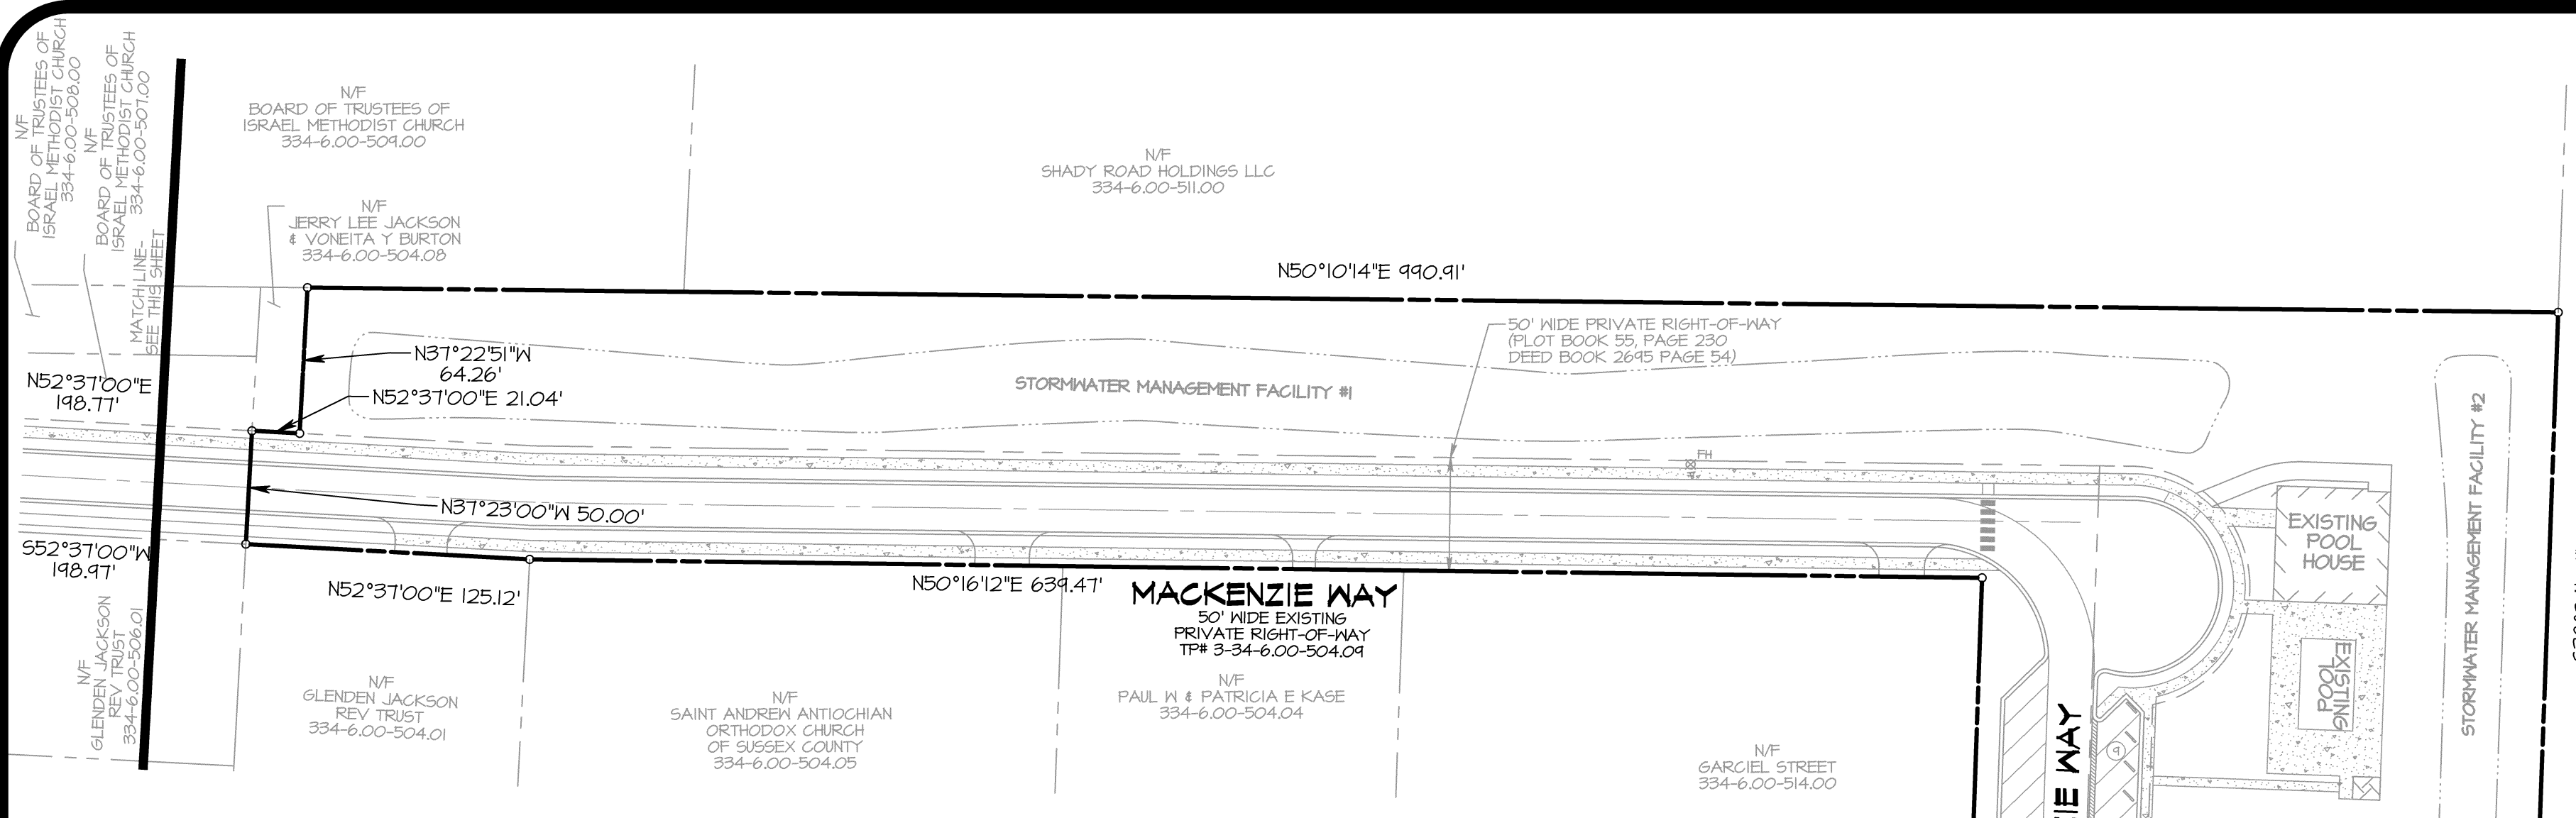 N/F
BOARD OF TRUSTEES OF
ISRAEL METHODIST CHURCH
334-6.00-508.00
N/F
BOARD OF TRUSTEES OF
ISRAEL METHODIST CHURCH
334-6.00-507.00
MATCH LINE-
SEE THIS SHEET
N/F
BOARD OF TRUSTEES OF
ISRAEL METHODIST CHURCH
334-6.00-509.00
N/F
JERRY LEE JACKSON
& VONEITA Y BURTON
334-6.00-504.08
N/F
SHADY ROAD HOLDINGS LLC
334-6.00-511.00
N50°10'14"E 990.91'
50' WIDE PRIVATE RIGHT-OF-WAY
(PLOT BOOK 55, PAGE 230
DEED BOOK 2695 PAGE 54)
N37°22'51"W
64.26'
N52°37'00"E 21.04'
STORMWATER MANAGEMENT FACILITY #1
N52°37'00"E
198.77'
FH
N37°23'00"W 50.00'
S52°37'00"W
198.97'
N52°37'00"E 125.12'
N50°16'12"E 639.47'
MACKENZIE WAY
50' WIDE EXISTING
PRIVATE RIGHT-OF-WAY
TP# 3-34-6.00-504.09
EXISTING
POOL
HOUSE
EXISTING
POOL
STORMWATER MANAGEMENT FACILITY #2
N/F
GLENDEN JACKSON
REV TRUST
334-6.00-506.01
N/F
GLENDEN JACKSON
REV TRUST
334-6.00-504.01
N/F
SAINT ANDREW ANTIOCHIAN
ORTHODOX CHURCH
OF SUSSEX COUNTY
334-6.00-504.05
N/F
PAUL W & PATRICIA E KASE
334-6.00-504.04
N/F
GARCIEL STREET
334-6.00-514.00
IE WAY
9